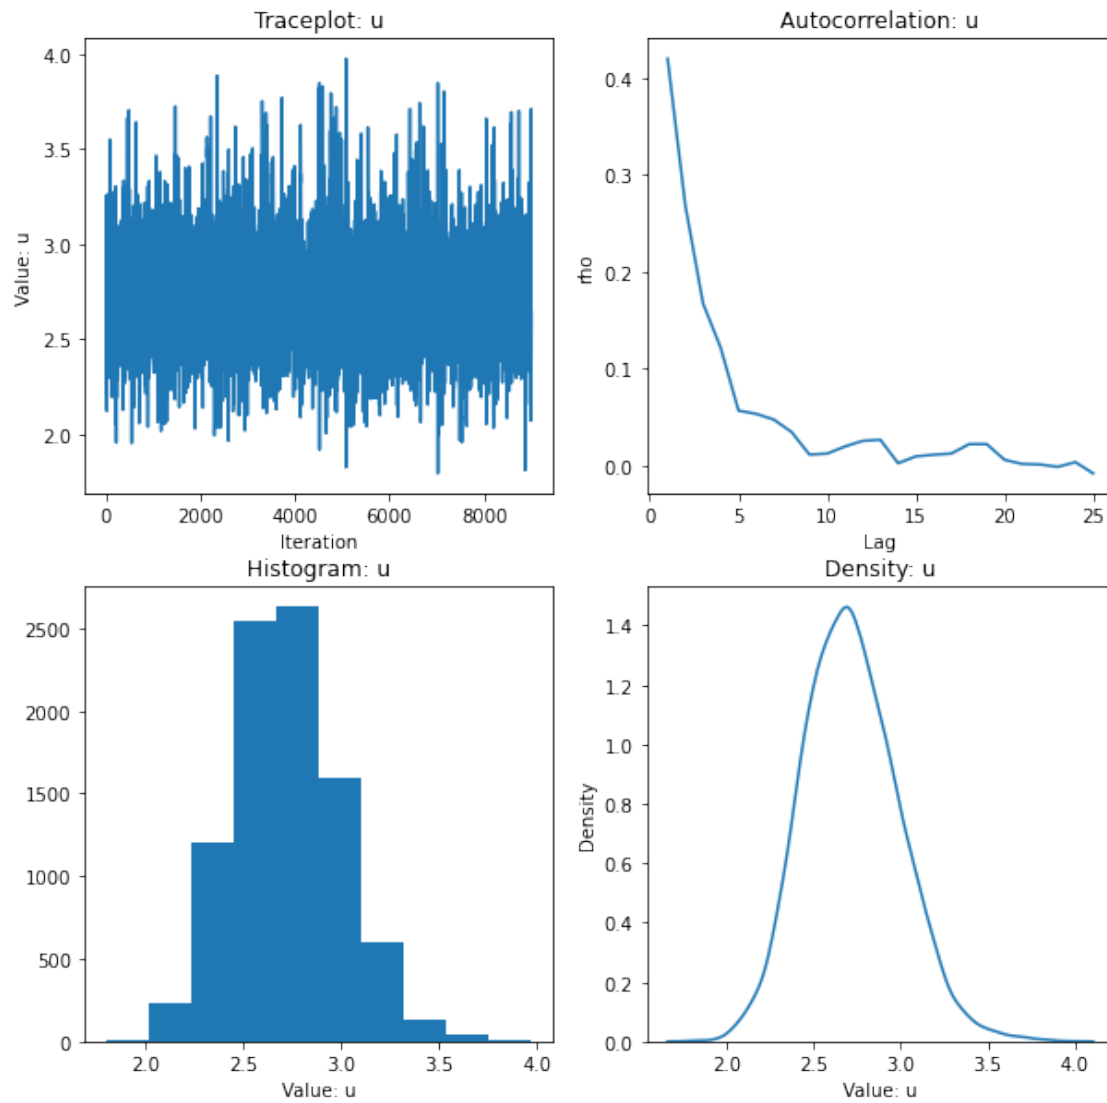 Traceplot: u
4.0
3.5
3.0
2.5
2.0
Value: u
0 2000 4000 6000 8000
Iteration
Autocorrelation: u
0.4
0.3
0.2
0.1
0.0
rho
0 5 10 15 20 25
Lag
Histogram: u
2500
2000
1500
1000
500
0
2.0 2.5 3.0 3.5 4.0
Value: u
Density: u
1.4
1.2
1.0
0.8
0.6
0.4
0.2
0.0
Density
2.0 2.5 3.0 3.5 4.0
Value: u